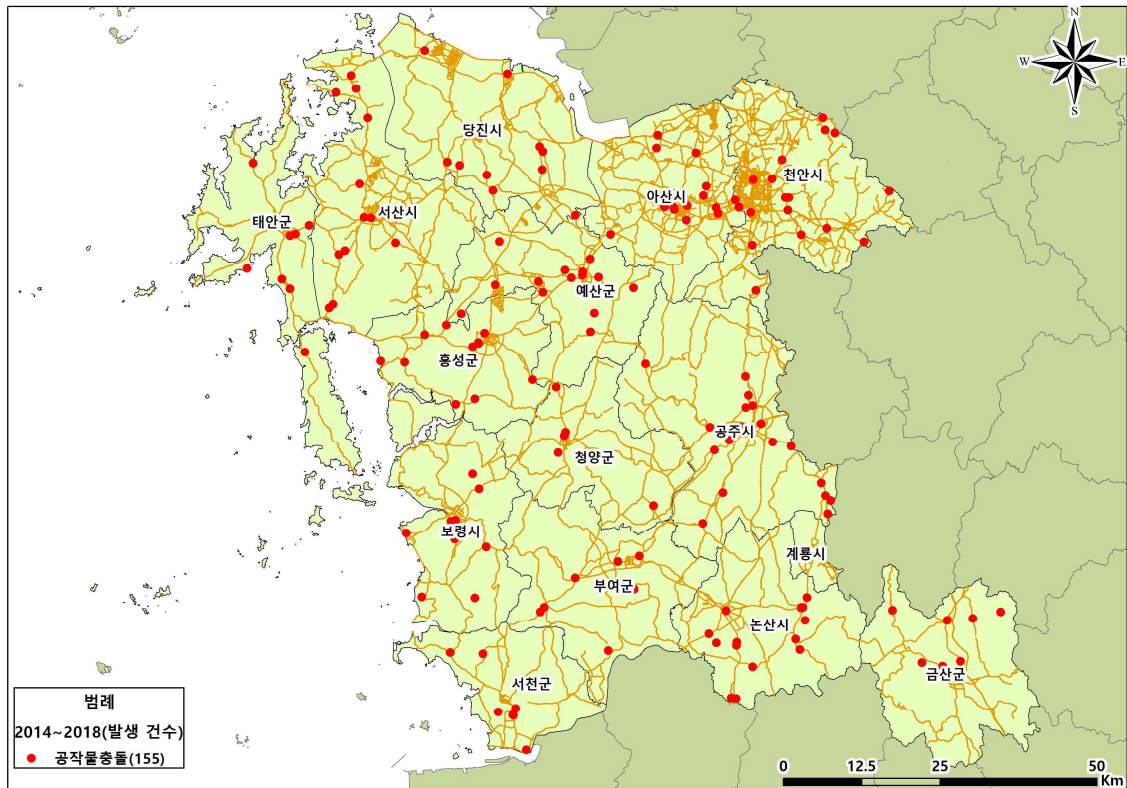 N
W
E
S
당진시
천안시
아산시
서산시
태안군
예산군
홍성군
공주시
청양군
보령시
계룡시
부여군
논산시
금산군
서천군
범례
2014~2018(발생 건수)
공작물충돌(155)
0 12.5 25 50
Km